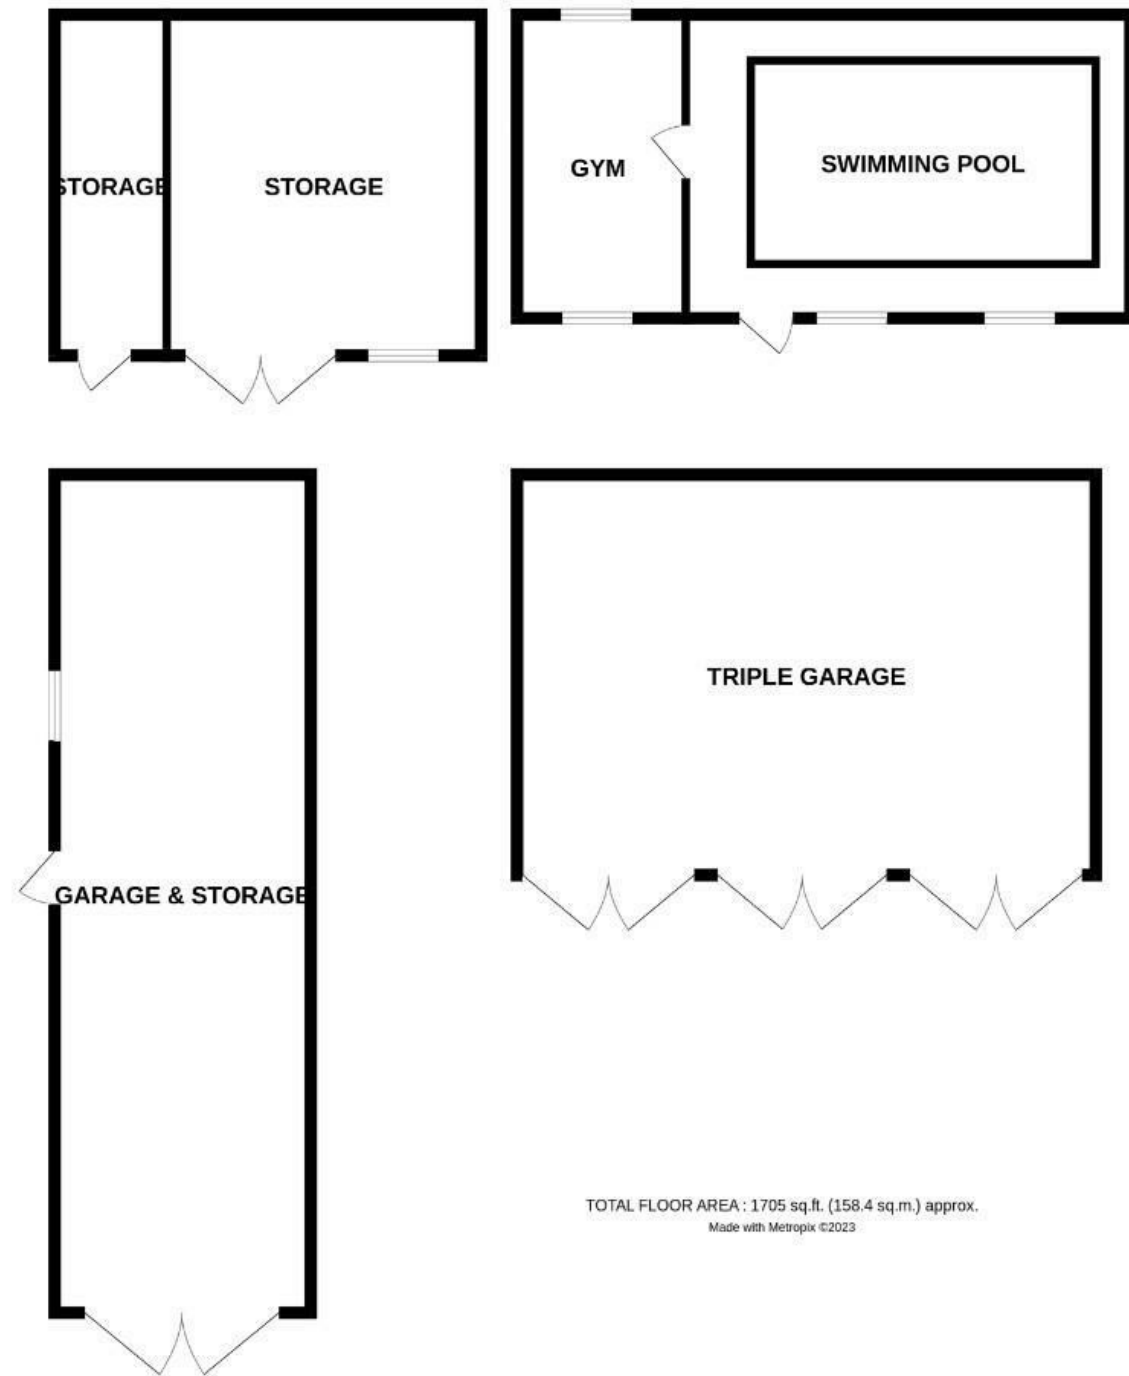 STORAGE
STORAGE
GYM
SWIMMING POOL
GARAGE & STORAGE
TRIPLE GARAGE
TOTAL FLOOR AREA : 1705 sq.ft. (158.4 sq.m.) approx.
Made with Metropix ©2023